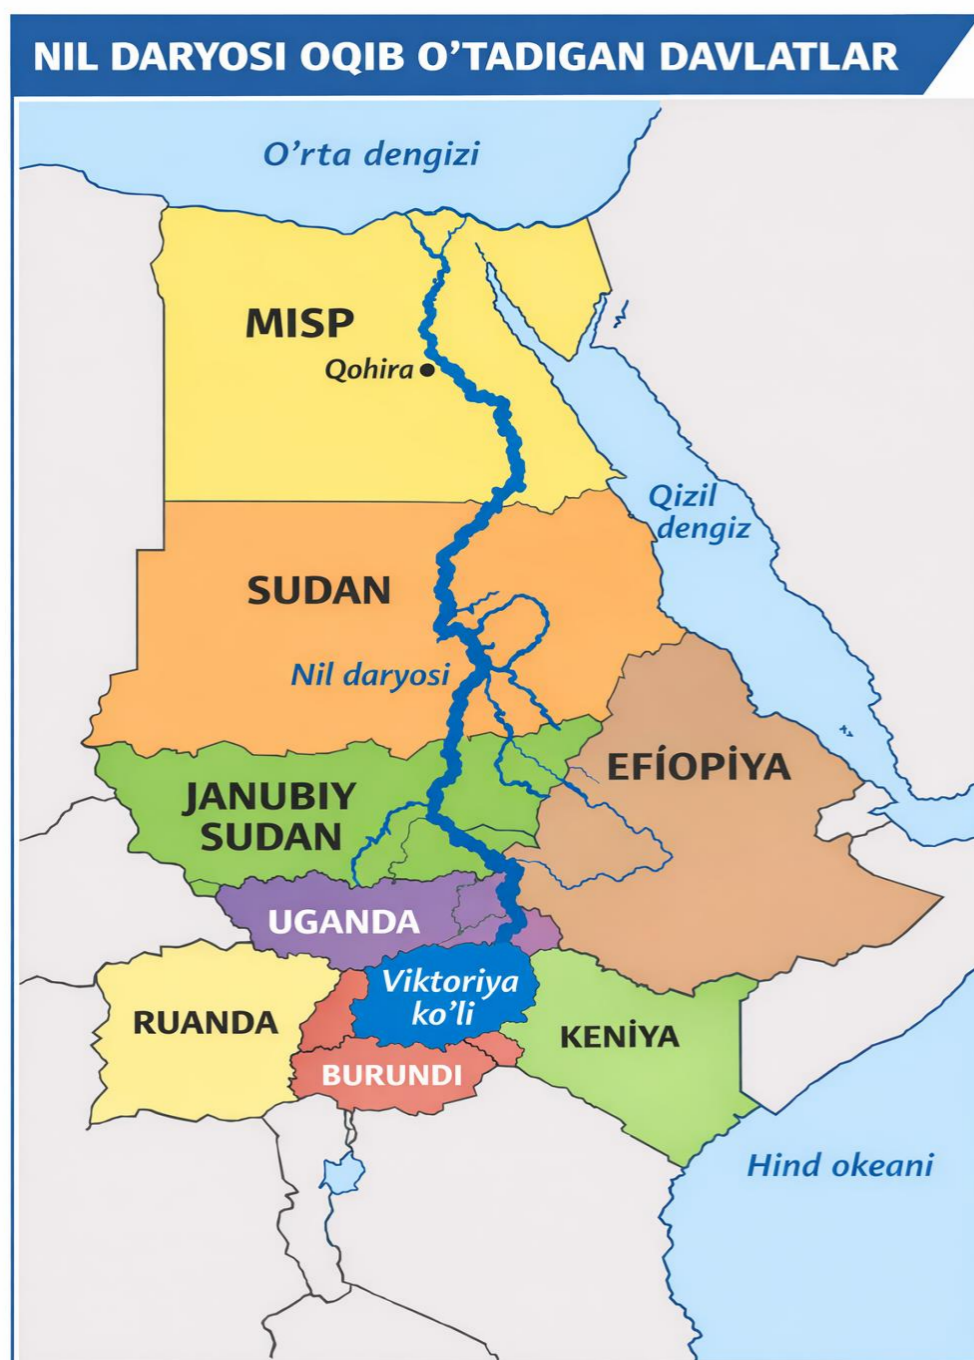 NIL DARYOSI OQIB O'TADIGAN DAVLATLAR
O'rta dengizi
MISP
Qohira
Qizil
dengiz
SUDAN
Nil daryosi
EFÍOPİYA
JANUBIY
SUDAN
UGANDA
Viktoriya
ko'li
RUANDA
KENİYA
BURUNDI
Hind okeani